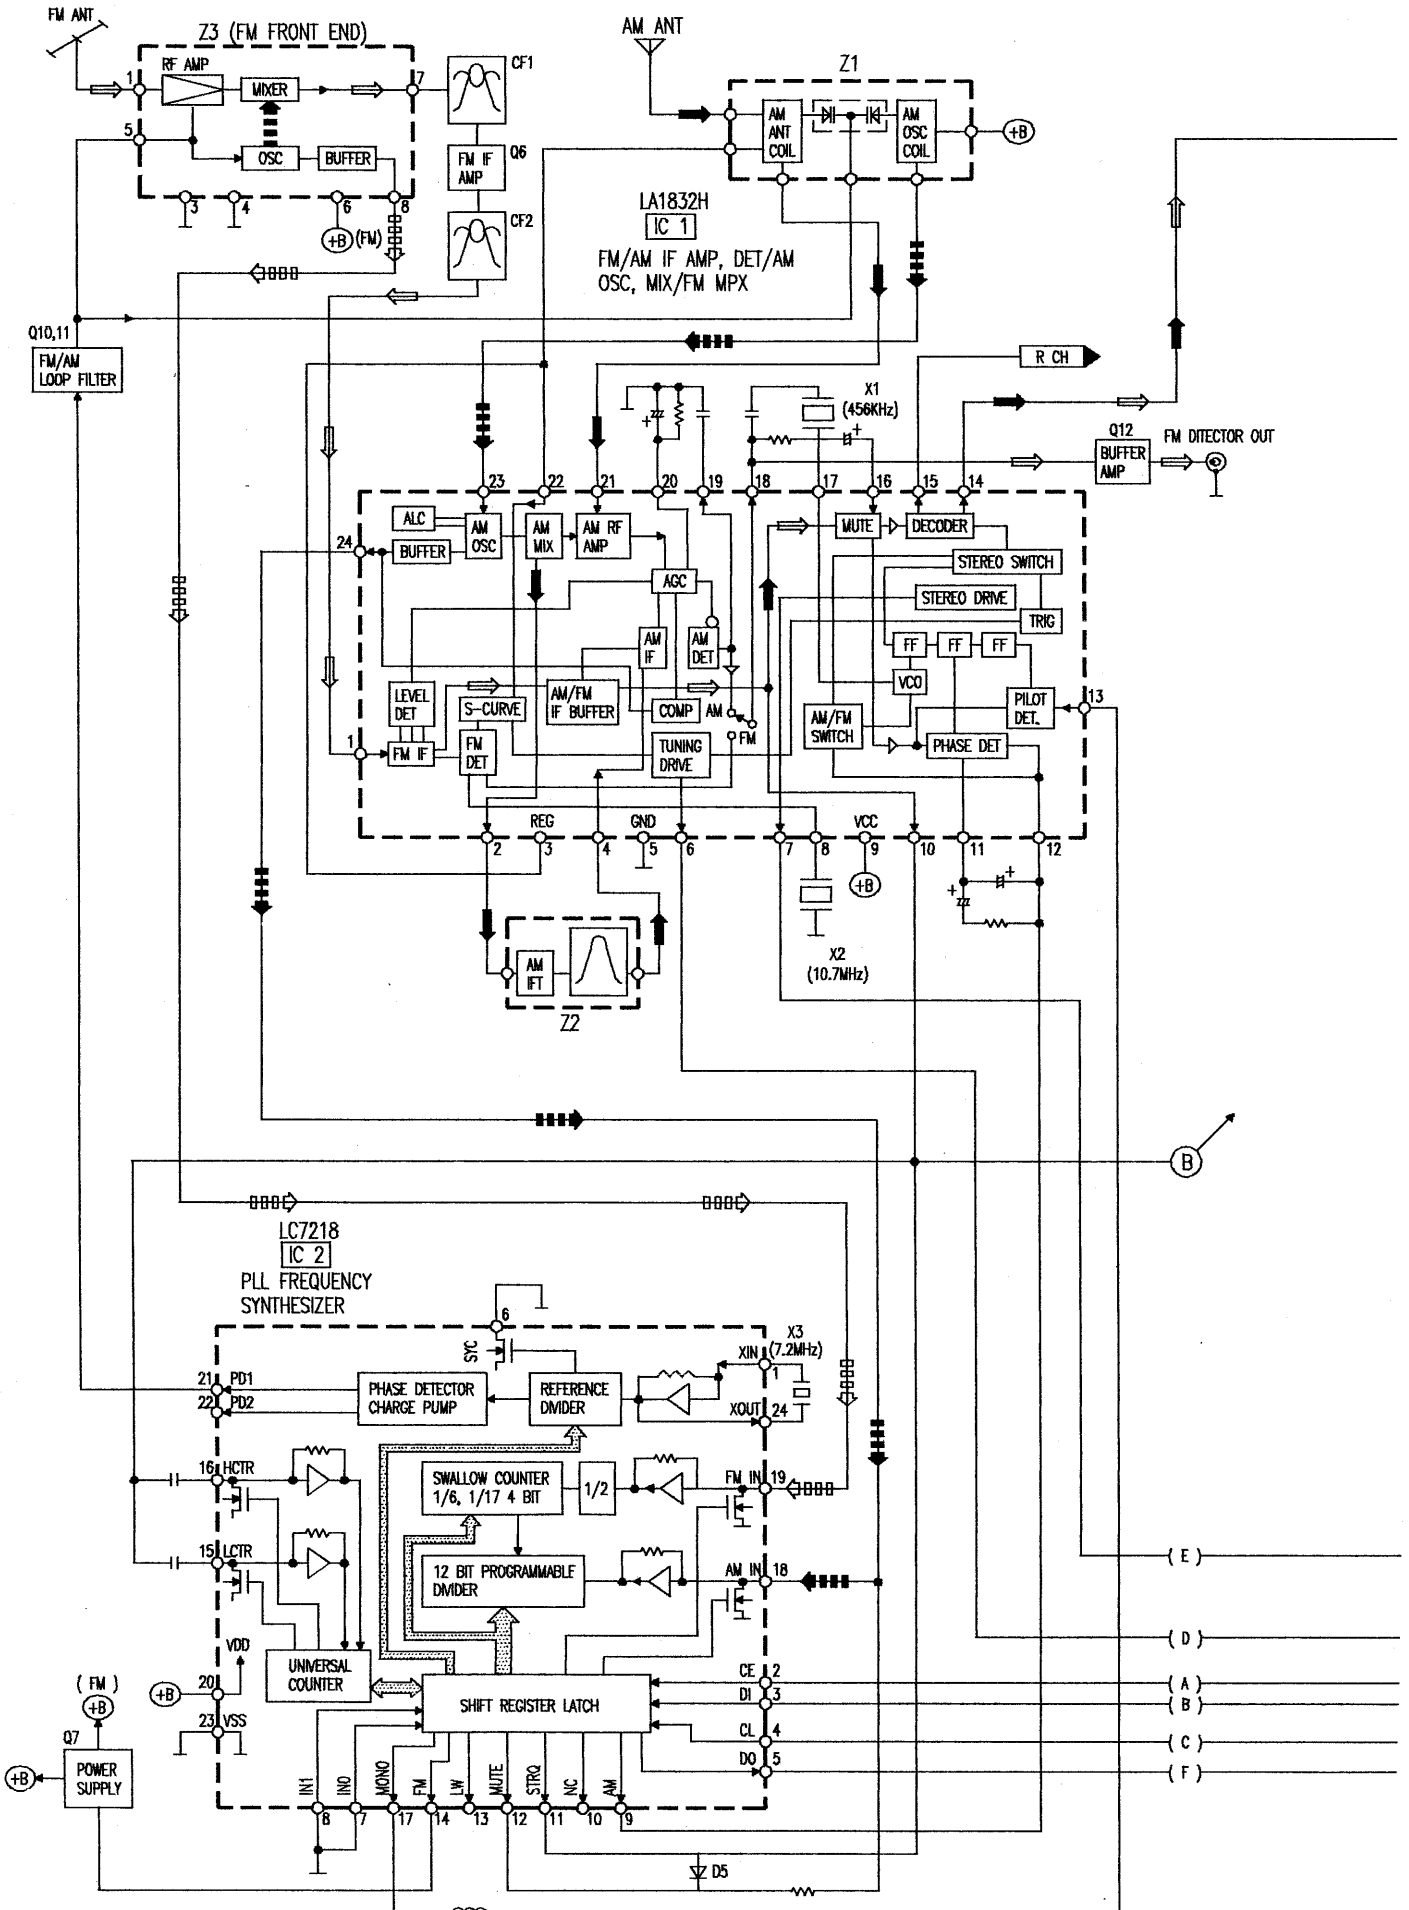 FM ANT
Z3 (FM FRONT END)
RF AMP
MIXER
OSC
BUFFER
1
5
7
3
4
6
8
+B
(FM)
CF1
Q6
FM IF
AMP
CF2
AM ANT
Z1
AM
ANT
COIL
AM
OSC
COIL
+B
LA1832H
IC 1
FM/AM IF AMP, DET/AM
OSC, MIX/FM MPX
Q10,11
FM/AM
LOOP FILTER
R CH
X1
(456KHz)
Q12
BUFFER
AMP
FM DITECTOR OUT
+
+
23
22
21
20
19
18
17
16
15
14
24
ALC
BUFFER
AM
OSC
AM
MIX
AM RF
AMP
AGC
MUTE
DECODER
STEREO SWITCH
STEREO DRIVE
TRIG
AM
IF
AM
DET
FF
FF
FF
VCO
LEVEL
DET
S-CURVE
AM/FM
IF BUFFER
COMP
AM
FM
AM/FM
SWITCH
PILOT
DET.
13
1
FM IF
FM
DET
TUNING
DRIVE
PHASE DET
REG
GND
VCC
2
3
4
5
6
7
8
9
10
11
12
+B
+
+
X2
(10.7MHz)
AM
IFT
Z2
B
LC7218
IC 2
PLL FREQUENCY
SYNTHESIZER
6
SYC
X3
(7.2MHz)
XIN
1
21
PD1
22
PD2
PHASE DETECTOR
CHARGE PUMP
REFERENCE
DIVIDER
XOUT
24
16
HCTR
SWALLOW COUNTER
1/6, 1/17 4 BIT
1/2
FM IN
19
15
LCTR
12 BIT PROGRAMMABLE
DIVIDER
AM IN
18
( E )
( D )
VDD
UNIVERSAL
COUNTER
SHIFT REGISTER LATCH
CE
2
( A )
DI
3
( B )
CL
4
( C )
DO
5
( F )
( FM )
+B
+B
20
23
VSS
Q7
POWER
SUPPLY
+B
IN1
IN0
MONO
FM
LW
MUTE
STRQ
NC
AM
8
7
17
14
13
12
11
10
9
D5